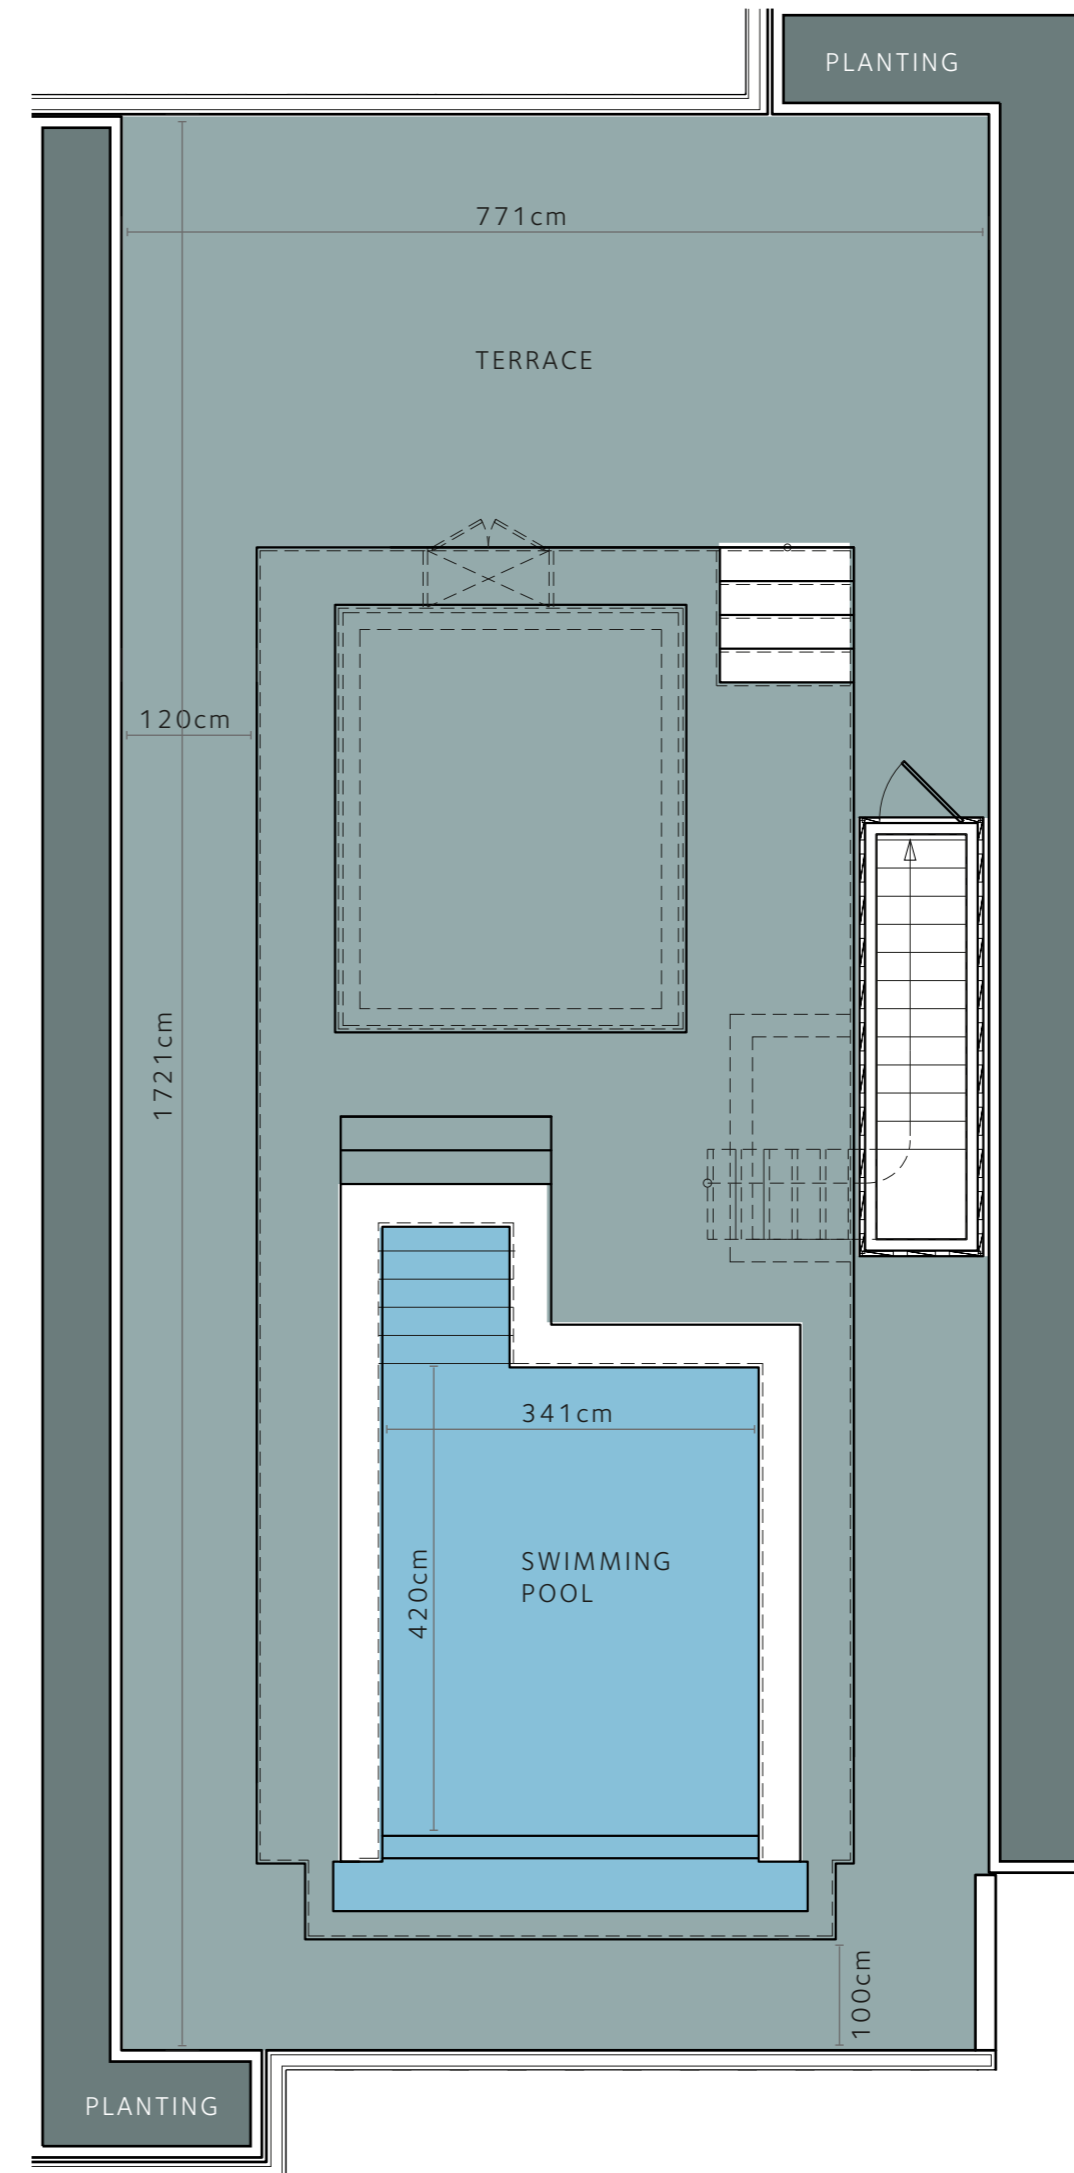 PLANTING
771cm
TERRACE
120cm
1721cm
341cm
420cm
SWIMMING
POOL
100cm
PLANTING